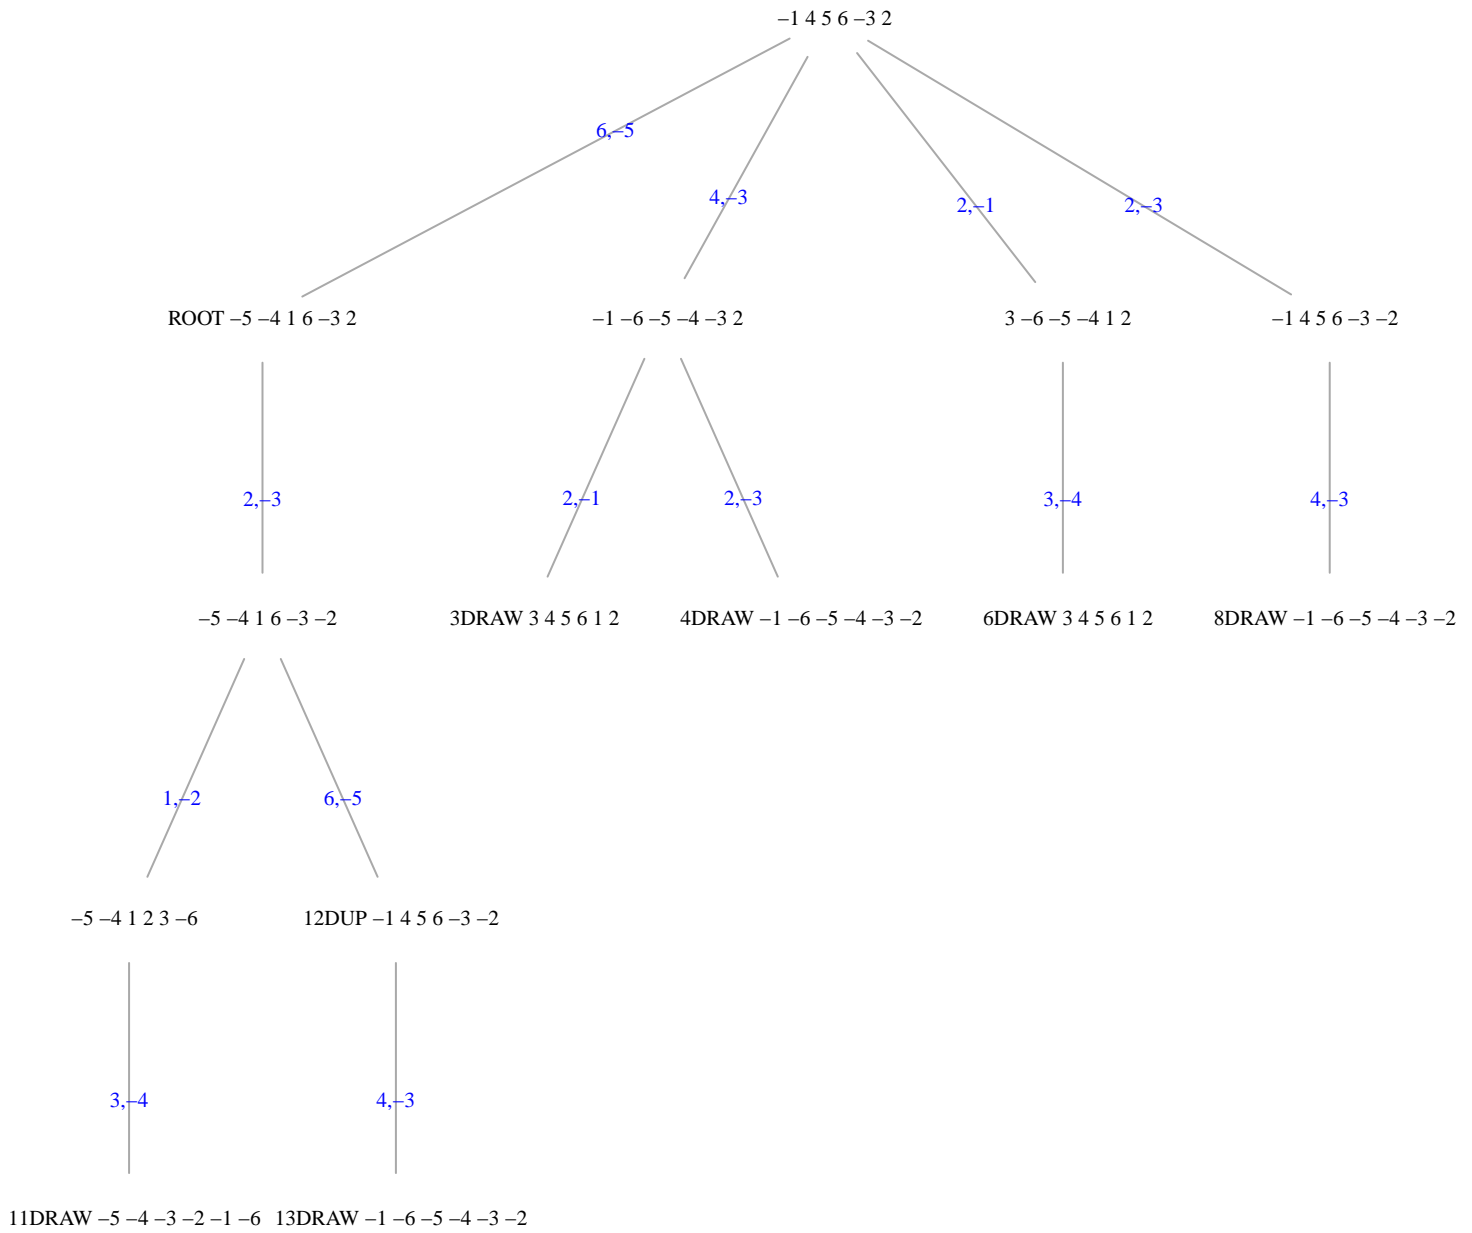 –1 4 5 6 –3 2
6,–5
4,–3
2,–1
2,–3
ROOT –5 –4 1 6 –3 2
–1 –6 –5 –4 –3 2
3 –6 –5 –4 1 2
–1 4 5 6 –3 –2
2,–3
2,–1
2,–3
3,–4
4,–3
–5 –4 1 6 –3 –2
3DRAW 3 4 5 6 1 2
4DRAW –1 –6 –5 –4 –3 –2
6DRAW 3 4 5 6 1 2
8DRAW –1 –6 –5 –4 –3 –2
1,–2
6,–5
–5 –4 1 2 3 –6
12DUP –1 4 5 6 –3 –2
3,–4
4,–3
11DRAW –5 –4 –3 –2 –1 –6
13DRAW –1 –6 –5 –4 –3 –2